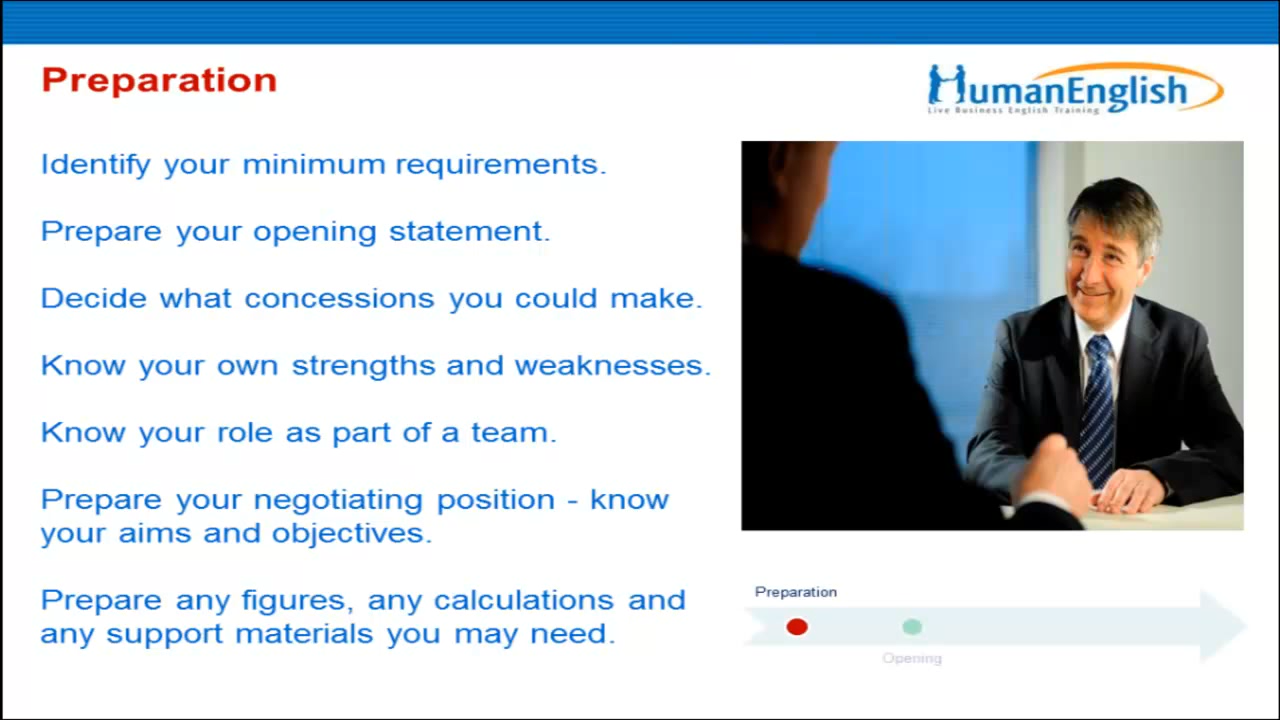 Preparation
HumanEnglish
Live Business English Training
Identify your minimum requirements.
Prepare your opening statement.
Decide what concessions you could make.
Know your own strengths and weaknesses.
Know your role as part of a team.
Prepare your negotiating position - know
your aims and objectives.
Prepare any figures, any calculations and
any support materials you may need.
Preparation
Opening